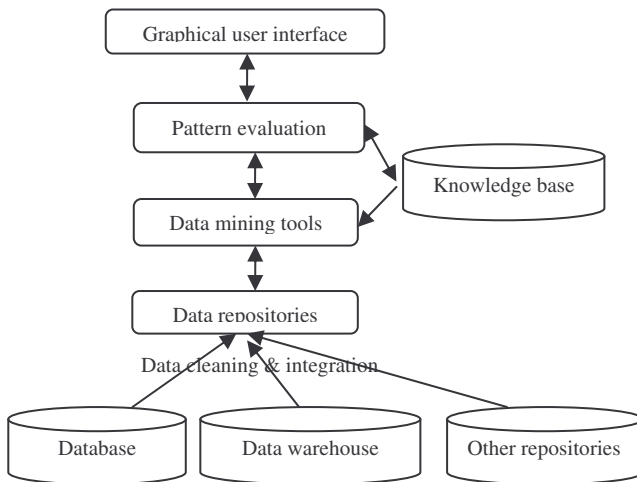 Graphical user interface
Pattern evaluation
Knowledge base
Data mining tools
Data repositories
Data cleaning & integration
Database
Data warehouse
Other repositories